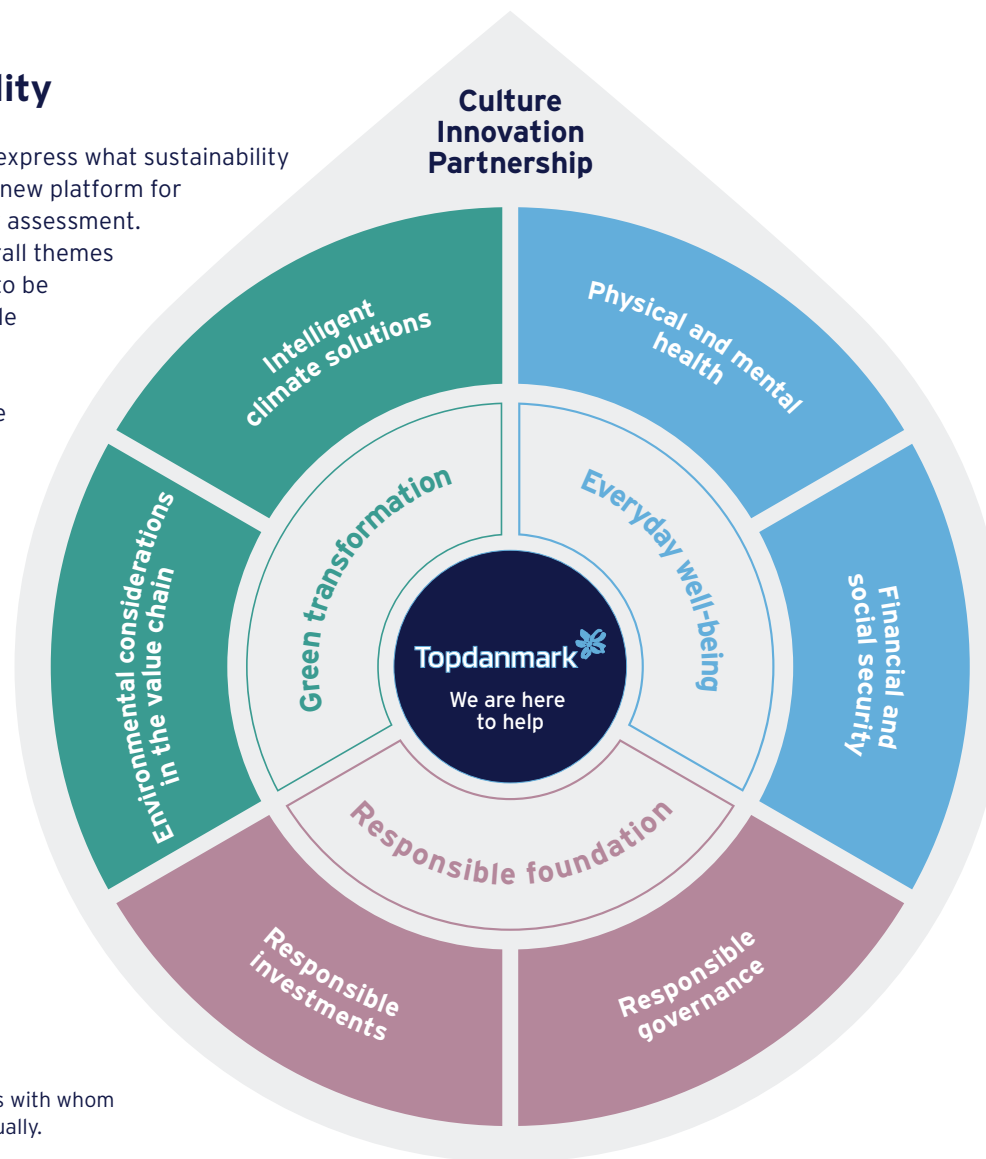 lity
express what sustainability
new platform for
assessment.
rall themes
to be
le
e
s with whom
ually.
Culture
Innovation
Partnership
Intelligent
climate solutions
Physical and mental
health
Environmental considerations
in the value chain
Green transformation
Everyday well-being
Financial and
social security
Topdanmark
We are here
to help
Responsible foundation
Responsible
investments
Responsible
governance